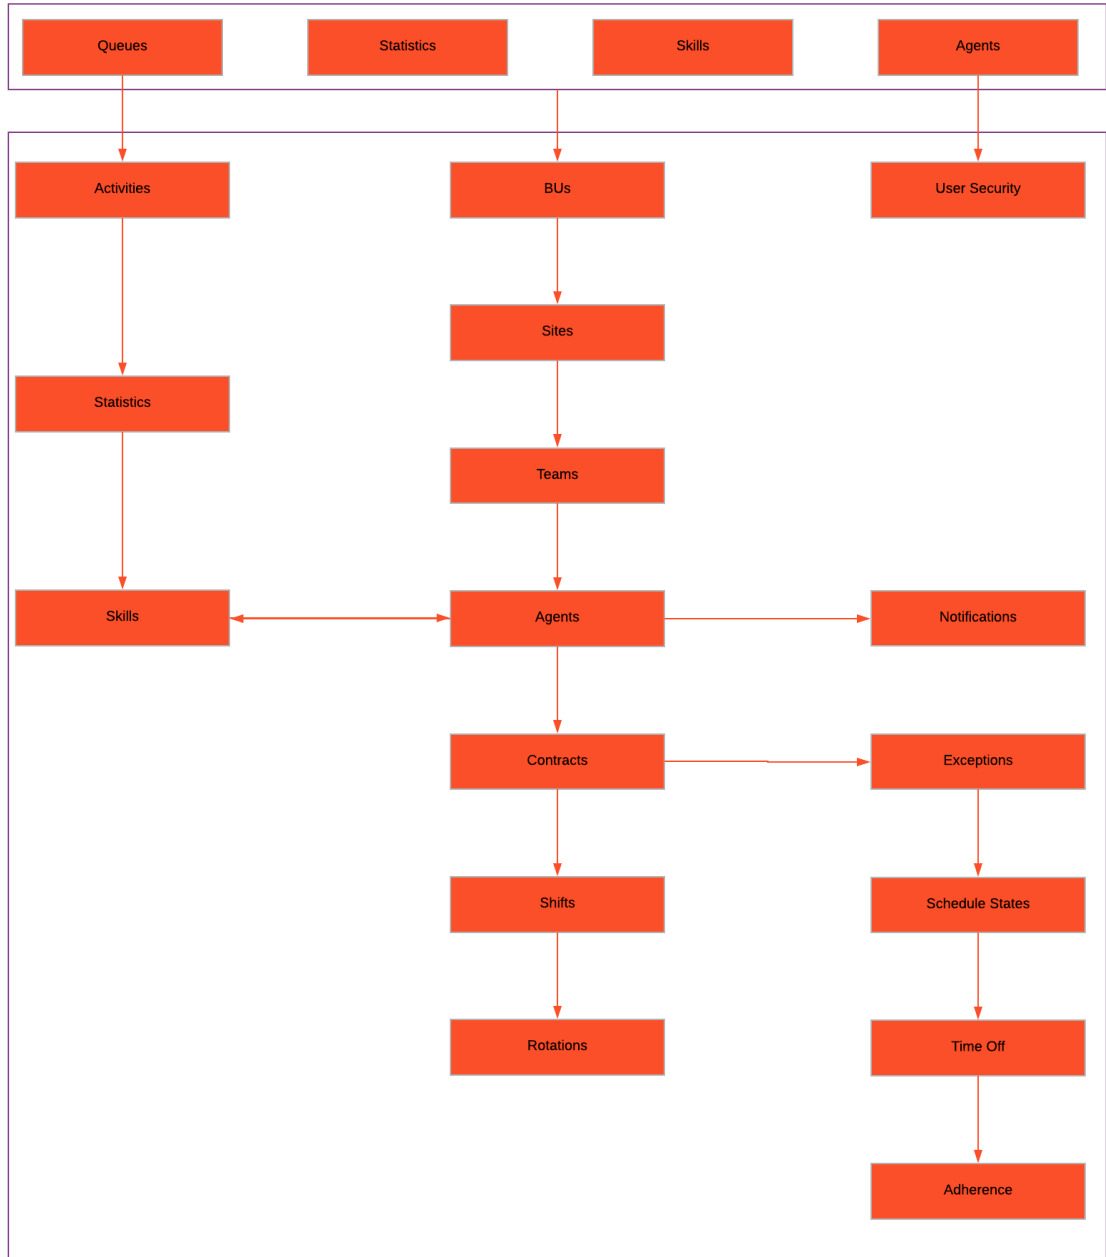 Queues
Statistics
Skills
Agents
Activities
BUs
User Security
Sites
Statistics
Teams
Skills
Agents
Notifications
Contracts
Exceptions
Shifts
Schedule States
Rotations
Time Off
Adherence